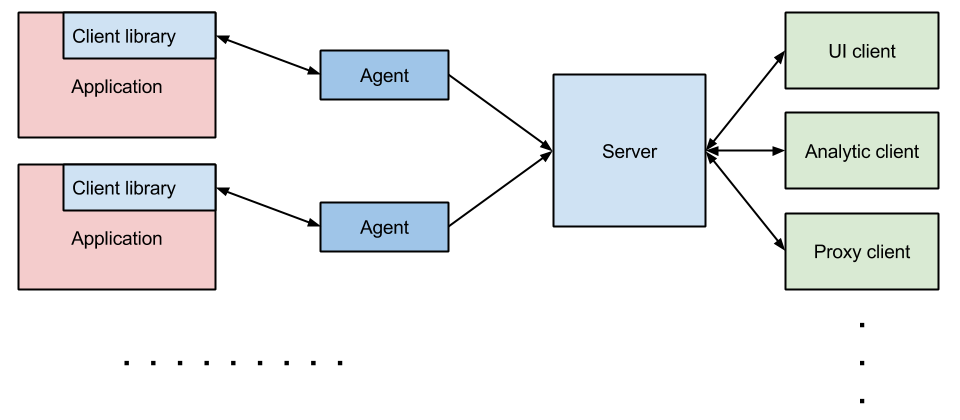 Client library
Application
Agent
Client library
Application
Agent
Server
UI client
Analytic client
Proxy client